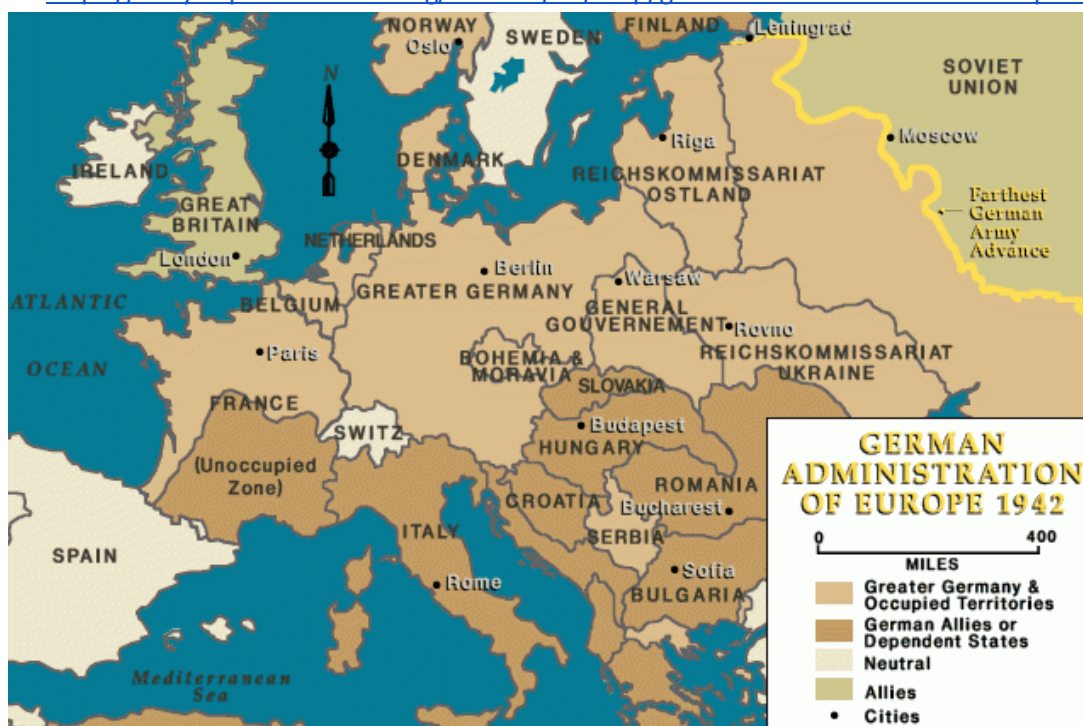 NORWAY
Oslo
SWEDEN
FINLAND
Leningrad
SOVIET
UNION
N
Moscow
Riga
IRELAND
DENMARK
REICHSKOMMISSARIAT
OSTLAND
Farthest
German
Army
Advance
GREAT
BRITAIN
London
NETHERLANDS
Berlin
GREATER GERMANY
Warsaw
GENERAL
GOUVERNEMENT
Rovno
ATLANTIC
OCEAN
BELGIUM
Paris
BOHEMIA &
MORAVIA
REICHSKOMMISSARIAT
UKRAINE
SLOVAKIA
FRANCE
SWITZ
Budapest
HUNGARY
(Unoccupied
Zone)
CROATIA
ROMANIA
Bucharest
SERBIA
ITALY
SPAIN
Rome
Sofia
BULGARIA
Mediterranean
Sea
GERMAN
ADMINISTRATION
OF EUROPE 1942
0 400
MILES
Greater Germany &
Occupied Territories
German Allies or
Dependent States
Neutral
Allies
Cities